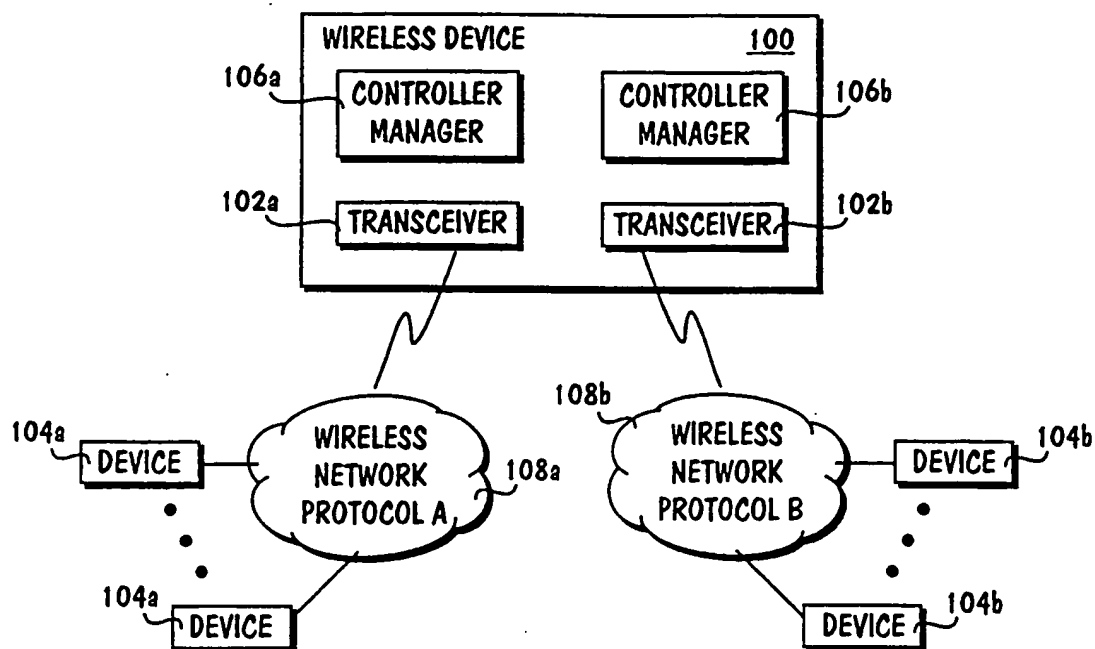 WIRELESS DEVICE 100
106a CONTROLLER MANAGER
CONTROLLER MANAGER 106b
102a TRANSCEIVER
TRANSCEIVER 102b
WIRELESS NETWORK PROTOCOL A 108a
108b WIRELESS NETWORK PROTOCOL B
104a DEVICE
DEVICE 104b
104a DEVICE
DEVICE 104b